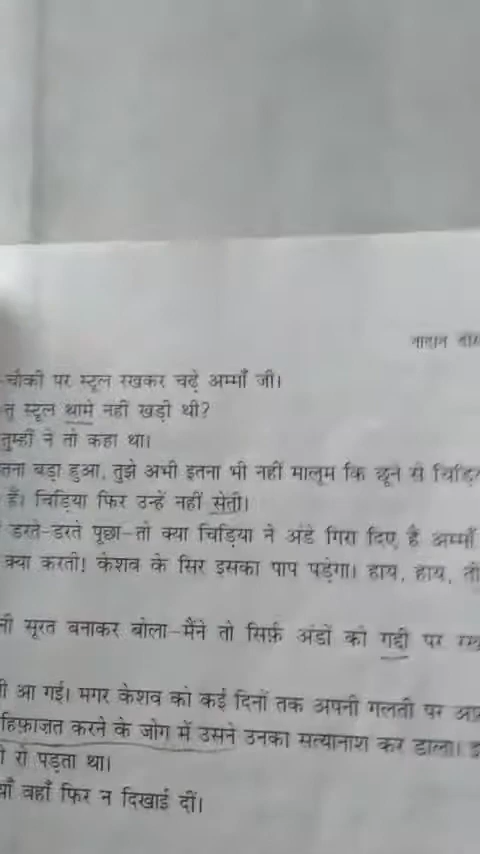 नादान
चौकी पर स्टूल रखकर चढ़े अम्माँ जी।
तू स्टूल थामे नहीं खड़ी थी?
तुम्हीं ने तो कहा था।
तना बड़ा हुआ, तुझे अभी इतना भी नहीं मालूम कि छूने से
हैं। चिड़िया फिर उन्हें नहीं सेती।
डरते-डरते पूछा-तो क्या चिड़िया ने अंडे गिरा दिए हैं अम्माँ
क्या करती! केशव के सिर इसका पाप पड़ेगा। हाय, हाय,
नी सूरत बनाकर बोला-मैंने तो सिर्फ़ अंडों को गद्दी पर
आ गई। मगर केशव को कई दिनों तक अपनी गलती पर
हिफ़ाज़त करने के जोग में उसने उनका सत्यानाश कर डाला।
रो पड़ता था।
वहाँ फिर न दिखाई दीं।